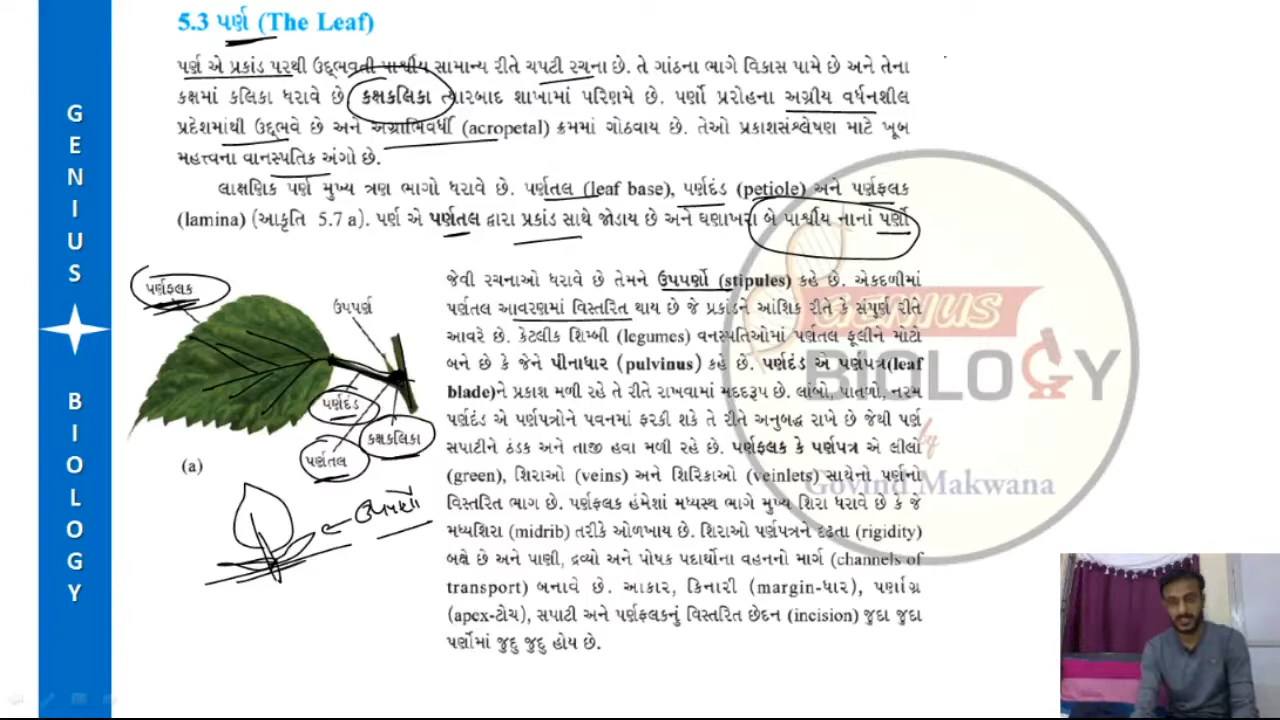 5.3 પર્ણ (The Leaf)
પર્ણ એ પ્રકાંડ પરથી ઉદ્ભવતી પાર્શ્વીય સામાન્ય રીતે ચપટી રચના છે. તે ગાંઠના ભાગે વિકાસ પામે છે અને તેના
કક્ષમાં કલિકા ધરાવે છે કક્ષકલિકા ત્યારબાદ શાખામાં પરિણમે છે. પર્ણો પ્રરોહના અગ્રીય વર્ધનશીલ
પ્રદેશમાંથી ઉદ્ભવે છે અને અગ્રાભિવર્ધી (acropetal) ક્રમમાં ગોઠવાય છે. તેઓ પ્રકાશસંશ્લેષણ માટે ખૂબ
મહત્ત્વના વાનસ્પતિક અંગો છે.
લાક્ષણિક પર્ણ મુખ્ય ત્રણ ભાગો ધરાવે છે. પર્ણતલ (leaf base), પર્ણદંડ (petiole) અને પર્ણફલક
(lamina) (આકૃતિ 5.7 a). પર્ણ એ પર્ણતલ દ્વારા પ્રકાંડ સાથે જોડાય છે અને ઘણાખરા બે પાર્શ્વીય નાનાં પર્ણો
જેવી રચનાઓ ધરાવે છે તેમને ઉપપર્ણો (stipules) કહે છે. એકદળીમાં
પર્ણતલ આવરણમાં વિસ્તરિત થાય છે જે પ્રકાંડને આંશિક રીતે કે સંપૂર્ણ રીતે
આવરે છે. કેટલીક શિમ્બી (legumes) વનસ્પતિઓમાં પર્ણતલ ફૂલીને મોટો
બને છે કે જેને પીનાધાર (pulvinus) કહે છે. પર્ણદંડ એ પર્ણપત્ર(leaf
blade)ને પ્રકાશ મળી રહે તે રીતે રાખવામાં મદદરૂપ છે. લાંબો, પાતળો, નરમ
પર્ણદંડ એ પર્ણપત્રોને પવનમાં ફરકી શકે તે રીતે અનુબદ્ધ રાખે છે જેથી પર્ણ
સપાટીને ઠંડક અને તાજી હવા મળી રહે છે. પર્ણફલક કે પર્ણપત્ર એ લીલો
(green), શિરાઓ (veins) અને શિરિકાઓ (veinlets) સાથેનો પર્ણનો
વિસ્તરિત ભાગ છે. પર્ણફલક હંમેશાં મધ્યસ્થ ભાગે મુખ્ય શિરા ધરાવે છે કે જે
મધ્યશિરા (midrib) તરીકે ઓળખાય છે. શિરાઓ પર્ણપત્રને દૃઢતા (rigidity)
બક્ષે છે અને પાણી, દ્રવ્યો અને પોષક પદાર્થોના વહનનો માર્ગ (channels of
transport) બનાવે છે. આકાર, કિનારી (margin-ધાર), પર્ણાગ્ર
(apex-ટોચ), સપાટી અને પર્ણફલકનું વિસ્તરિત છેદન (incision) જુદા જુદા
પર્ણોમાં જુદુ જુદુ હોય છે.
પર્ણફલક
ઉપપર્ણ
પર્ણદંડ
કક્ષકલિકા
પર્ણતલ
(a)
ઉપપર્ણો
GENIUS BIOLOGY
GENIUS
BIOLOGY
by
Govind Makwana